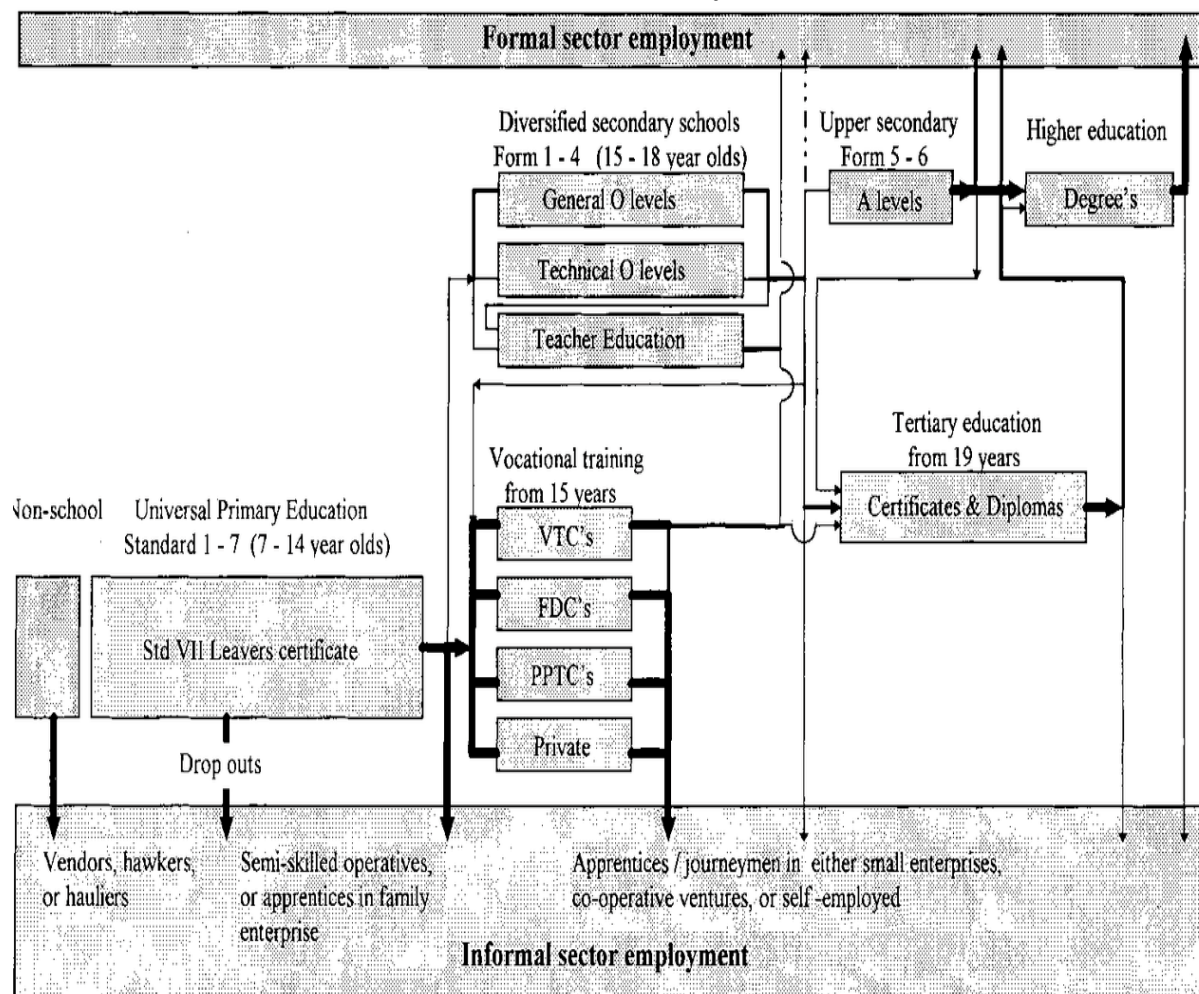 Formal sector employment
Diversified secondary schools
Form 1 - 4 (15 - 18 year olds)
Upper secondary
Form 5 - 6
Higher education
General O levels
A levels
Degree's
Technical O levels
Teacher Education
Tertiary education
from 19 years
Certificates & Diplomas
Vocational training
from 15 years
VTC's
FDC's
PPTC's
Private
Non-school
Universal Primary Education
Standard 1 - 7 (7 - 14 year olds)
Std VII Leavers certificate
Drop outs
Vendors, hawkers,
or hauliers
Semi-skilled operatives,
or apprentices in family
enterprise
Apprentices / journeymen in either small enterprises,
co-operative ventures, or self -employed
Informal sector employment